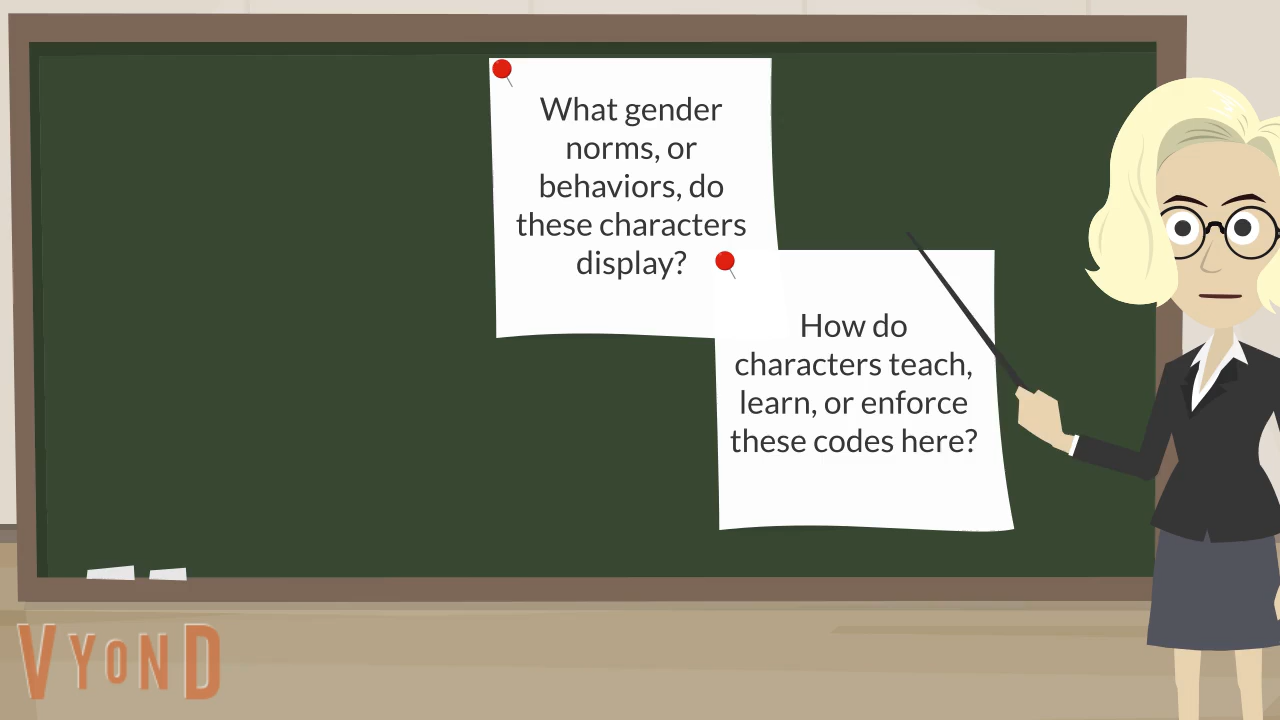 What gender
norms, or
behaviors, do
these characters
display?
How do
characters teach,
learn, or enforce
these codes here?
VYOND